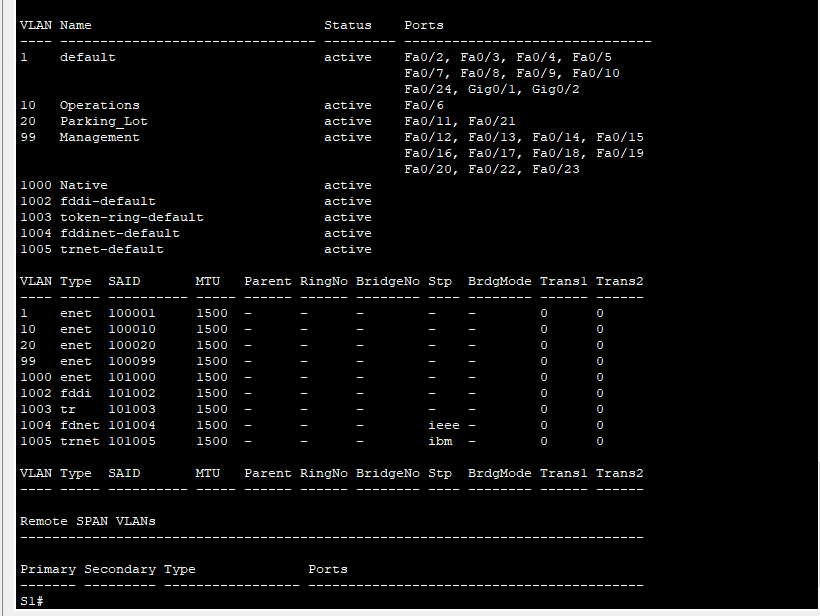 VLAN Name                             Status    Ports
---- -------------------------------- --------- -------------------------------
1    default                          active    Fa0/2, Fa0/3, Fa0/4, Fa0/5
                                                Fa0/7, Fa0/8, Fa0/9, Fa0/10
                                                Fa0/24, Gig0/1, Gig0/2
10   Operations                       active    Fa0/6
20   Parking_Lot                      active    Fa0/11, Fa0/21
99   Management                       active    Fa0/12, Fa0/13, Fa0/14, Fa0/15
                                                Fa0/16, Fa0/17, Fa0/18, Fa0/19
                                                Fa0/20, Fa0/22, Fa0/23
1000 Native                           active
1002 fddi-default                     active
1003 token-ring-default               active
1004 fddinet-default                  active
1005 trnet-default                    active

VLAN Type  SAID       MTU   Parent RingNo BridgeNo Stp  BrdgMode Trans1 Trans2
---- ----- ---------- ----- ------ ------ -------- ---- -------- ------ ------
1    enet  100001     1500  -      -      -        -    -        0      0
10   enet  100010     1500  -      -      -        -    -        0      0
20   enet  100020     1500  -      -      -        -    -        0      0
99   enet  100099     1500  -      -      -        -    -        0      0
1000 enet  101000     1500  -      -      -        -    -        0      0
1002 fddi  101002     1500  -      -      -        -    -        0      0
1003 tr    101003     1500  -      -      -        -    -        0      0
1004 fdnet 101004     1500  -      -      -        ieee -        0      0
1005 trnet 101005     1500  -      -      -        ibm  -        0      0

VLAN Type  SAID       MTU   Parent RingNo BridgeNo Stp  BrdgMode Trans1 Trans2
---- ----- ---------- ----- ------ ------ -------- ---- -------- ------ ------

Remote SPAN VLANs
------------------------------------------------------------------------------

Primary Secondary Type              Ports
------- --------- ----------------- ------------------------------------------
S1#